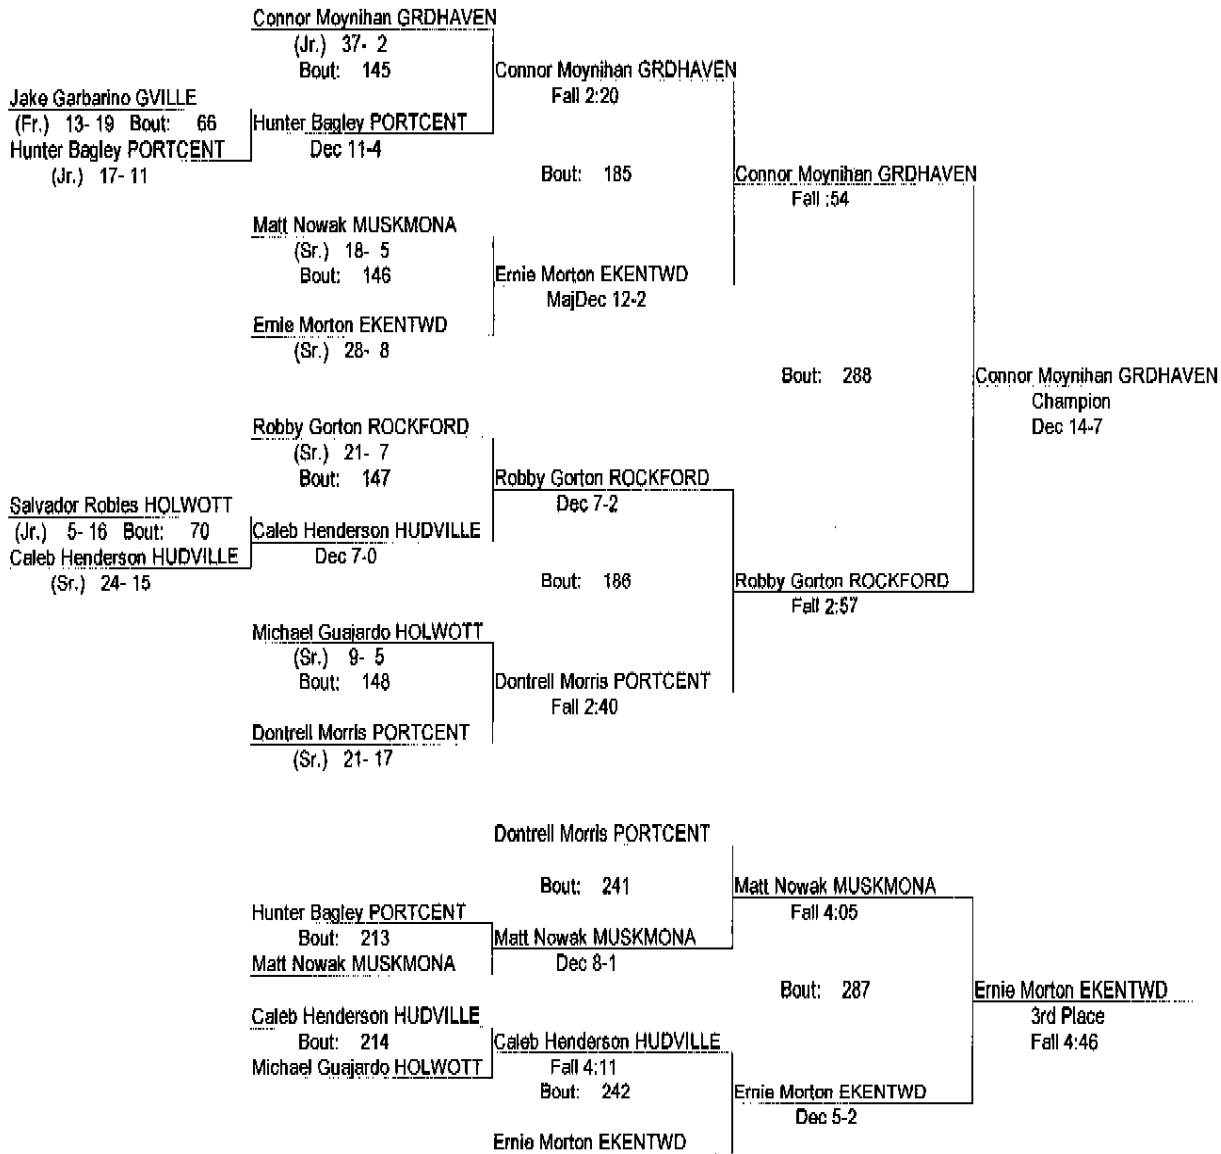 Connor Moynihan GRDHAVEN
(Jr.) 37- 2
Bout: 145
Connor Moynihan GRDHAVEN
Fall 2:20
Jake Garbarino GVILLE
(Fr.) 13- 19 Bout: 66
Hunter Bagley PORTCENT
(Jr.) 17- 11
Hunter Bagley PORTCENT
Dec 11-4
Bout: 185
Connor Moynihan GRDHAVEN
Fall :54
Matt Nowak MUSKMONA
(Sr.) 18- 5
Bout: 146
Ernie Morton EKENTWD
MajDec 12-2
Ernie Morton EKENTWD
(Sr.) 28- 8
Bout: 288
Connor Moynihan GRDHAVEN
Champion
Dec 14-7
Robby Gorton ROCKFORD
(Sr.) 21- 7
Bout: 147
Robby Gorton ROCKFORD
Dec 7-2
Salvador Robles HOLWOTT
(Jr.) 5- 16 Bout: 70
Caleb Henderson HUDVILLE
(Sr.) 24- 15
Caleb Henderson HUDVILLE
Dec 7-0
Bout: 186
Robby Gorton ROCKFORD
Fall 2:57
Michael Guajardo HOLWOTT
(Sr.) 9- 5
Bout: 148
Dontrell Morris PORTCENT
Fall 2:40
Dontrell Morris PORTCENT
(Sr.) 21- 17
Dontrell Morris PORTCENT
Bout: 241
Matt Nowak MUSKMONA
Fall 4:05
Hunter Bagley PORTCENT
Bout: 213
Matt Nowak MUSKMONA
Matt Nowak MUSKMONA
Dec 8-1
Bout: 287
Ernie Morton EKENTWD
3rd Place
Fall 4:46
Caleb Henderson HUDVILLE
Bout: 214
Michael Guajardo HOLWOTT
Caleb Henderson HUDVILLE
Fall 4:11
Bout: 242
Ernie Morton EKENTWD
Dec 5-2
Ernie Morton EKENTWD